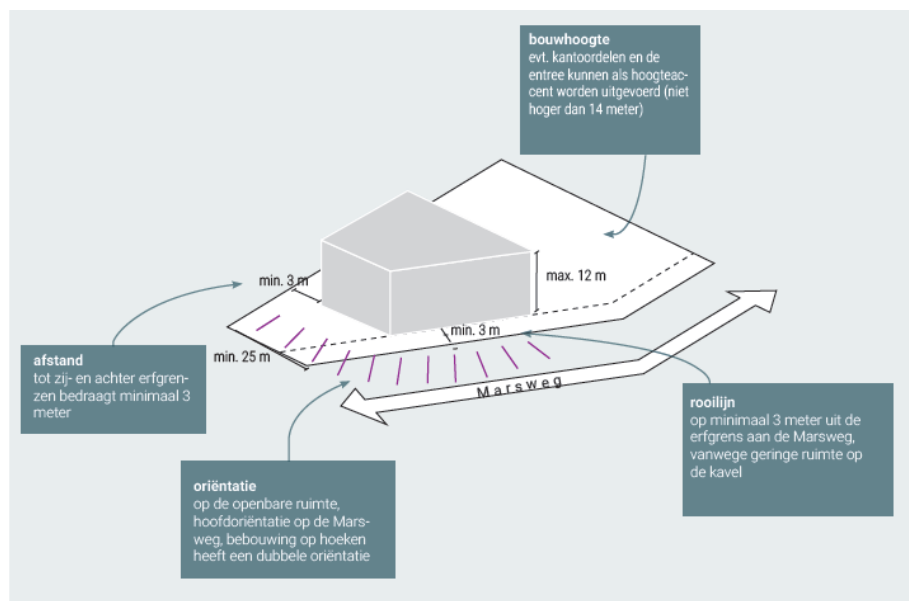 bouwhoogte
evt. kantoordelen en de
entree kunnen als hoogteac-
cent worden uitgevoerd (niet
hoger dan 14 meter)
min. 3 m
max. 12 m
min. 3 m
min. 25 m
Marsweg
afstand
tot zij- en achter erfgren-
zen bedraagt minimaal 3
meter
rooilijn
op minimaal 3 meter uit de
erfgrens aan de Marsweg,
vanwege geringe ruimte op
de kavel
oriëntatie
op de openbare ruimte,
hoofdoriëntatie op de Mars-
weg, bebouwing op hoeken
heeft een dubbele oriëntatie